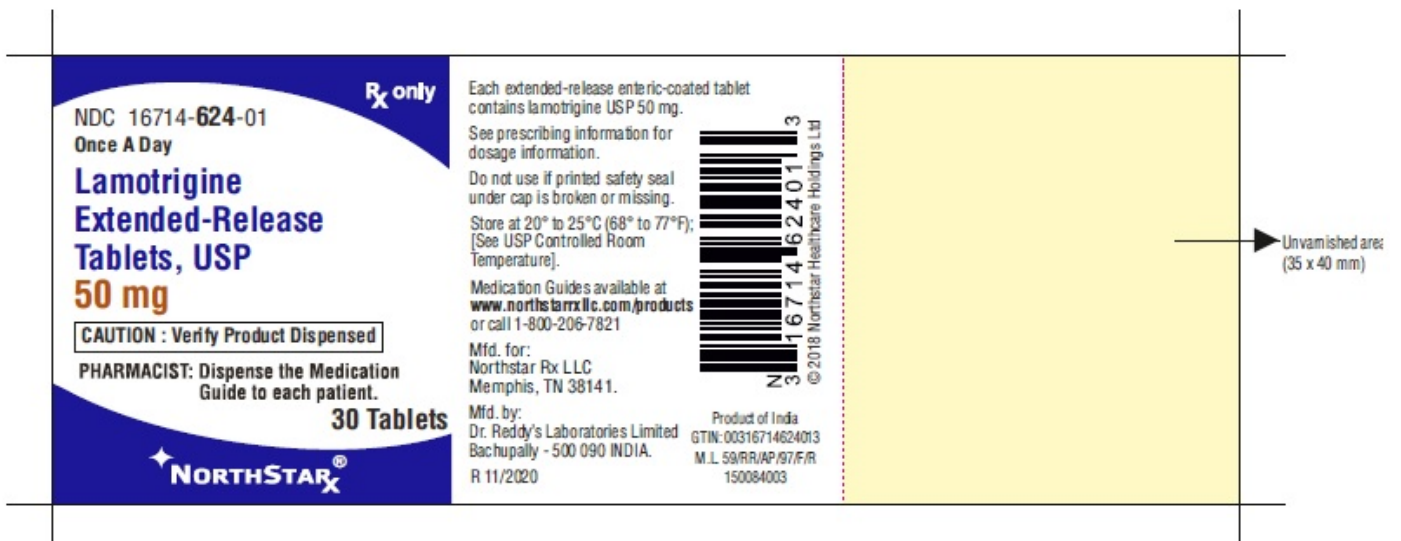 Rx only
NDC 16714-624-01
Once A Day
Lamotrigine
Extended-Release
Tablets, USP
50 mg
CAUTION : Verify Product Dispensed
PHARMACIST: Dispense the Medication
Guide to each patient.
30 Tablets
NORTHSTARx®
Each extended-release enteric-coated tablet
contains lamotrigine USP 50 mg.
See prescribing information for
dosage information.
Do not use if printed safety seal
under cap is broken or missing.
Store at 20° to 25°C (68° to 77°F);
[See USP Controlled Room
Temperature].
Medication Guides available at
www.northstarrxllc.com/products
or call 1-800-206-7821
Mfd. for:
Northstar Rx LLC
Memphis, TN 38141.
Mfd. by:
Dr. Reddy's Laboratories Limited
Bachupally - 500 090 INDIA.
R 11/2020
N
3 16714 62401 3
© 2018 Northstar Healthcare Holdings Ltd
Product of India
GTIN: 00316714624013
M.L 59/RR/AP/97/F/R
150084003
Unvarnished area
(35 x 40 mm)